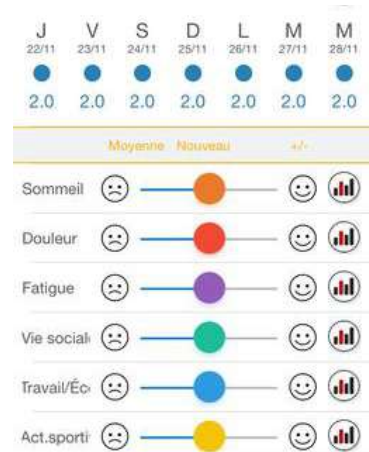 J V S D L M M
22/11 23/11 24/11 25/11 26/11 27/11 28/11
2.0 2.0 2.0 2.0 2.0 2.0 2.0
Moyenne Nouveau +/-
Sommeil
Douleur
Fatigue
Vie sociale
Travail/Éc
Act.sporti